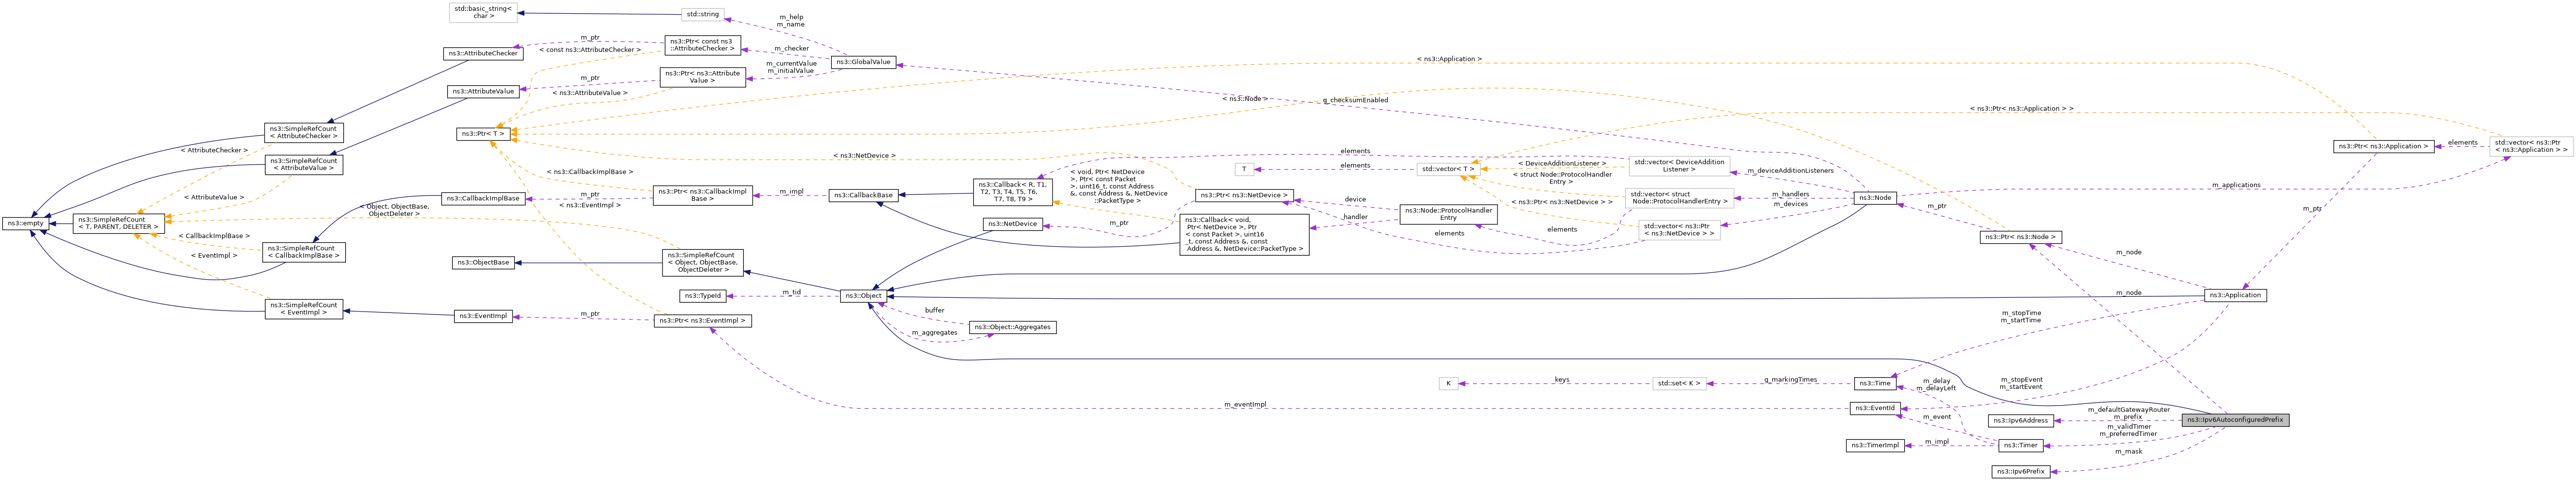 std::basic_string<
char >
std::string
m_help
m_name
ns3::AttributeChecker
m_ptr
< const ns3::AttributeChecker >
ns3::Ptr< const ns3
::AttributeChecker >
m_checker
ns3::GlobalValue
m_currentValue
m_initialValue
ns3::Ptr< ns3::Attribute
Value >
m_ptr
< ns3::AttributeValue >
ns3::AttributeValue
< ns3::Application >
< ns3::Node >
g_checksumEnabled
< ns3::Ptr< ns3::Application > >
ns3::SimpleRefCount
< AttributeChecker >
ns3::Ptr< T >
< AttributeChecker >
ns3::SimpleRefCount
< AttributeValue >
< AttributeValue >
< ns3::NetDevice >
elements
T
elements
std::vector< T >
< DeviceAdditionListener >
std::vector< DeviceAddition
Listener >
m_deviceAdditionListeners
ns3::Ptr< ns3::Application >
elements
std::vector< ns3::Ptr
< ns3::Application > >
< ns3::CallbackImplBase >
< void, Ptr< NetDevice
>, Ptr< const Packet
>, uint16_t, const Address
&, const Address &, NetDevice
::PacketType >
< struct Node::ProtocolHandler
Entry >
m_applications
ns3::CallbackImplBase
m_ptr
< ns3::EventImpl >
ns3::Ptr< ns3::CallbackImpl
Base >
m_impl
ns3::CallbackBase
ns3::Callback< R, T1,
T2, T3, T4, T5, T6,
T7, T8, T9 >
ns3::Ptr< ns3::NetDevice >
device
std::vector< struct
Node::ProtocolHandlerEntry >
m_handlers
m_devices
ns3::Node
m_ptr
m_ptr
< ns3::Ptr< ns3::NetDevice > >
ns3::Node::ProtocolHandler
Entry
handler
elements
elements
std::vector< ns3::Ptr
< ns3::NetDevice > >
ns3::empty
ns3::SimpleRefCount
< T, PARENT, DELETER >
< Object, ObjectBase,
ObjectDeleter >
< CallbackImplBase >
< EventImpl >
ns3::SimpleRefCount
< CallbackImplBase >
ns3::NetDevice
m_ptr
ns3::Callback< void,
Ptr< NetDevice >, Ptr
< const Packet >, uint16
_t, const Address &, const
Address &, NetDevice::PacketType >
ns3::Ptr< ns3::Node >
m_node
ns3::ObjectBase
ns3::SimpleRefCount
< Object, ObjectBase,
ObjectDeleter >
ns3::TypeId
m_tid
ns3::Object
m_node
ns3::Application
buffer
m_aggregates
ns3::Object::Aggregates
ns3::SimpleRefCount
< EventImpl >
ns3::EventImpl
m_ptr
ns3::Ptr< ns3::EventImpl >
m_stopTime
m_startTime
K
keys
std::set< K >
g_markingTimes
ns3::Time
m_delay
m_delayLeft
m_stopEvent
m_startEvent
m_eventImpl
ns3::EventId
m_event
ns3::Ipv6Address
m_defaultGatewayRouter
m_prefix
ns3::Ipv6AutoconfiguredPrefix
m_validTimer
m_preferredTimer
ns3::TimerImpl
m_impl
ns3::Timer
m_mask
ns3::Ipv6Prefix